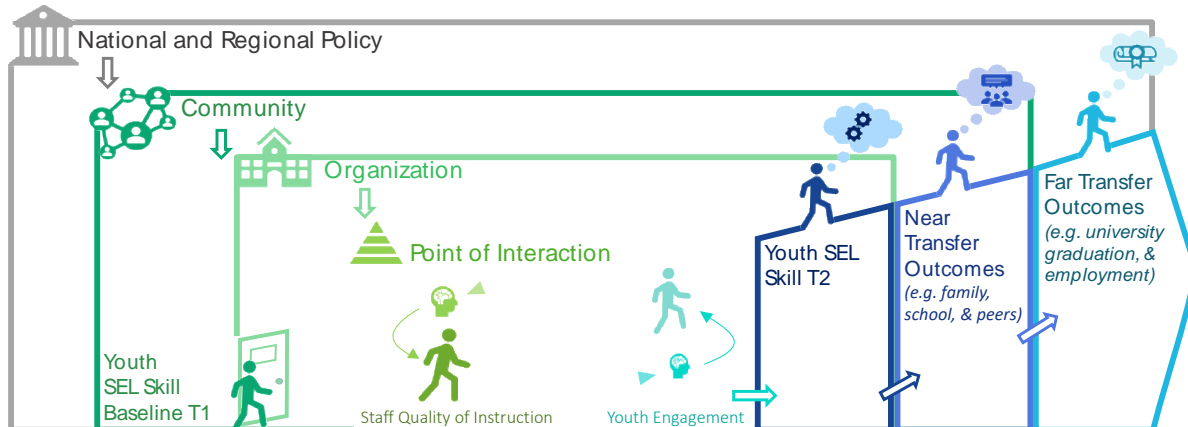 National and Regional Policy
Community
Organization
Point of Interaction
Youth
SEL Skill
Baseline T1
Staff Quality of Instruction
Youth Engagement
Youth SEL
Skill T2
Near
Transfer
Outcomes
(e.g. family,
school, & peers)
Far Transfer
Outcomes
(e.g. university
graduation, &
employment)